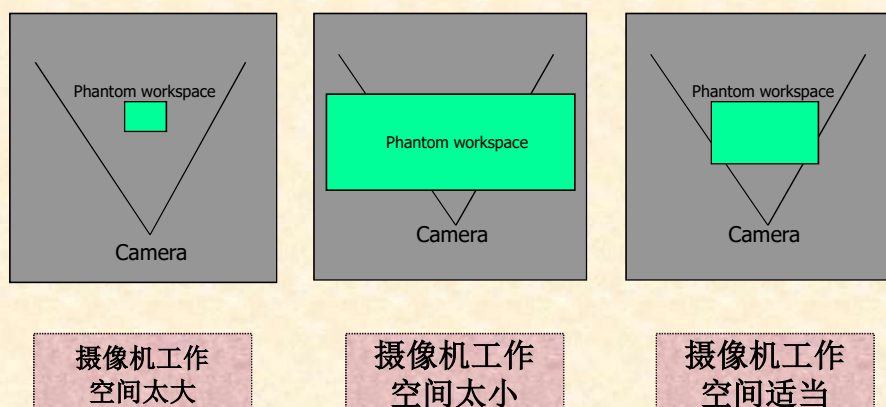 Phantom workspace
Camera
Phantom workspace
Camera
Phantom workspace
Camera
摄像机工作
空间太大
摄像机工作
空间太小
摄像机工作
空间适当